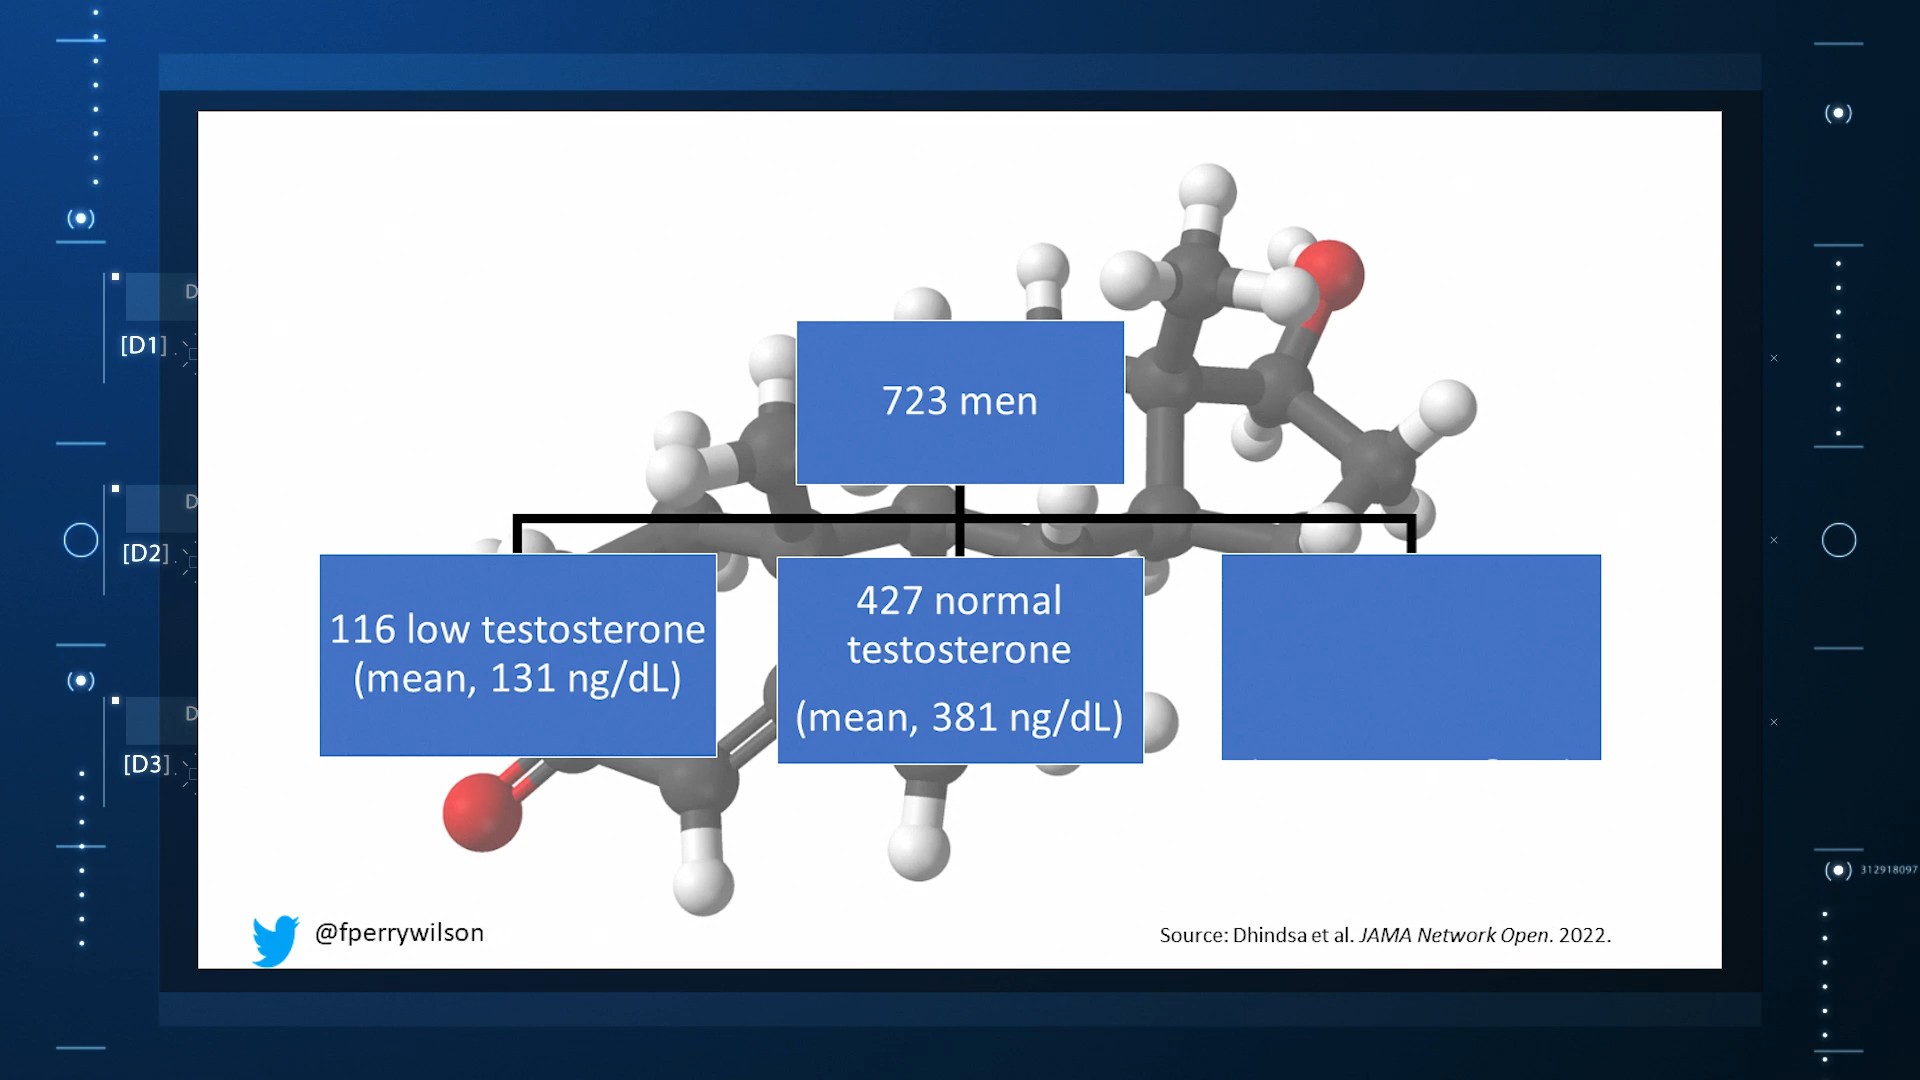 723 men
116 low testosterone
(mean, 131 ng/dL)
427 normal
testosterone
(mean, 381 ng/dL)
@fperrywilson
Source: Dhindsa et al. JAMA Network Open. 2022.
D
[D1]
D
[D2]
D
[D3]
312918097